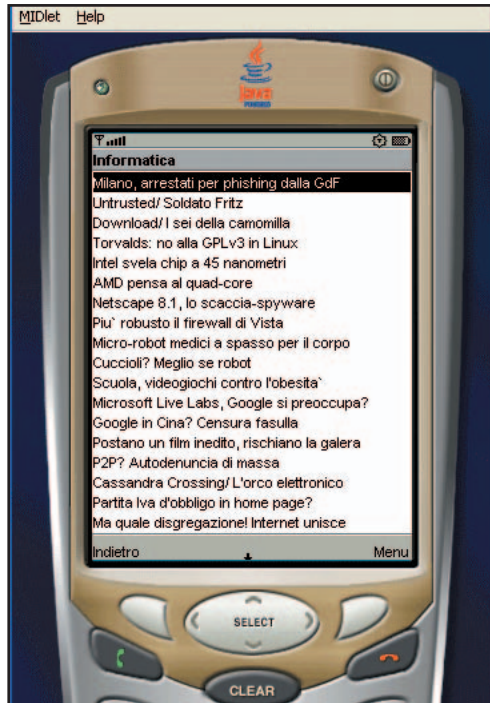 MIDlet Help
Java
POWERED
Informatica
Milano, arrestati per phishing dalla GdF
Untrusted/ Soldato Fritz
Download/ I sei della camomilla
Torvalds: no alla GPLv3 in Linux
Intel svela chip a 45 nanometri
AMD pensa al quad-core
Netscape 8.1, lo scaccia-spyware
Piu` robusto il firewall di Vista
Micro-robot medici a spasso per il corpo
Cuccioli? Meglio se robot
Scuola, videogiochi contro l'obesita`
Microsoft Live Labs, Google si preoccupa?
Google in Cina? Censura fasulla
Postano un film inedito, rischiano la galera
P2P? Autodenuncia di massa
Cassandra Crossing/ L'orco elettronico
Partita Iva d'obbligo in home page?
Ma quale disgregazione! Internet unisce
Indietro Menu
SELECT
CLEAR